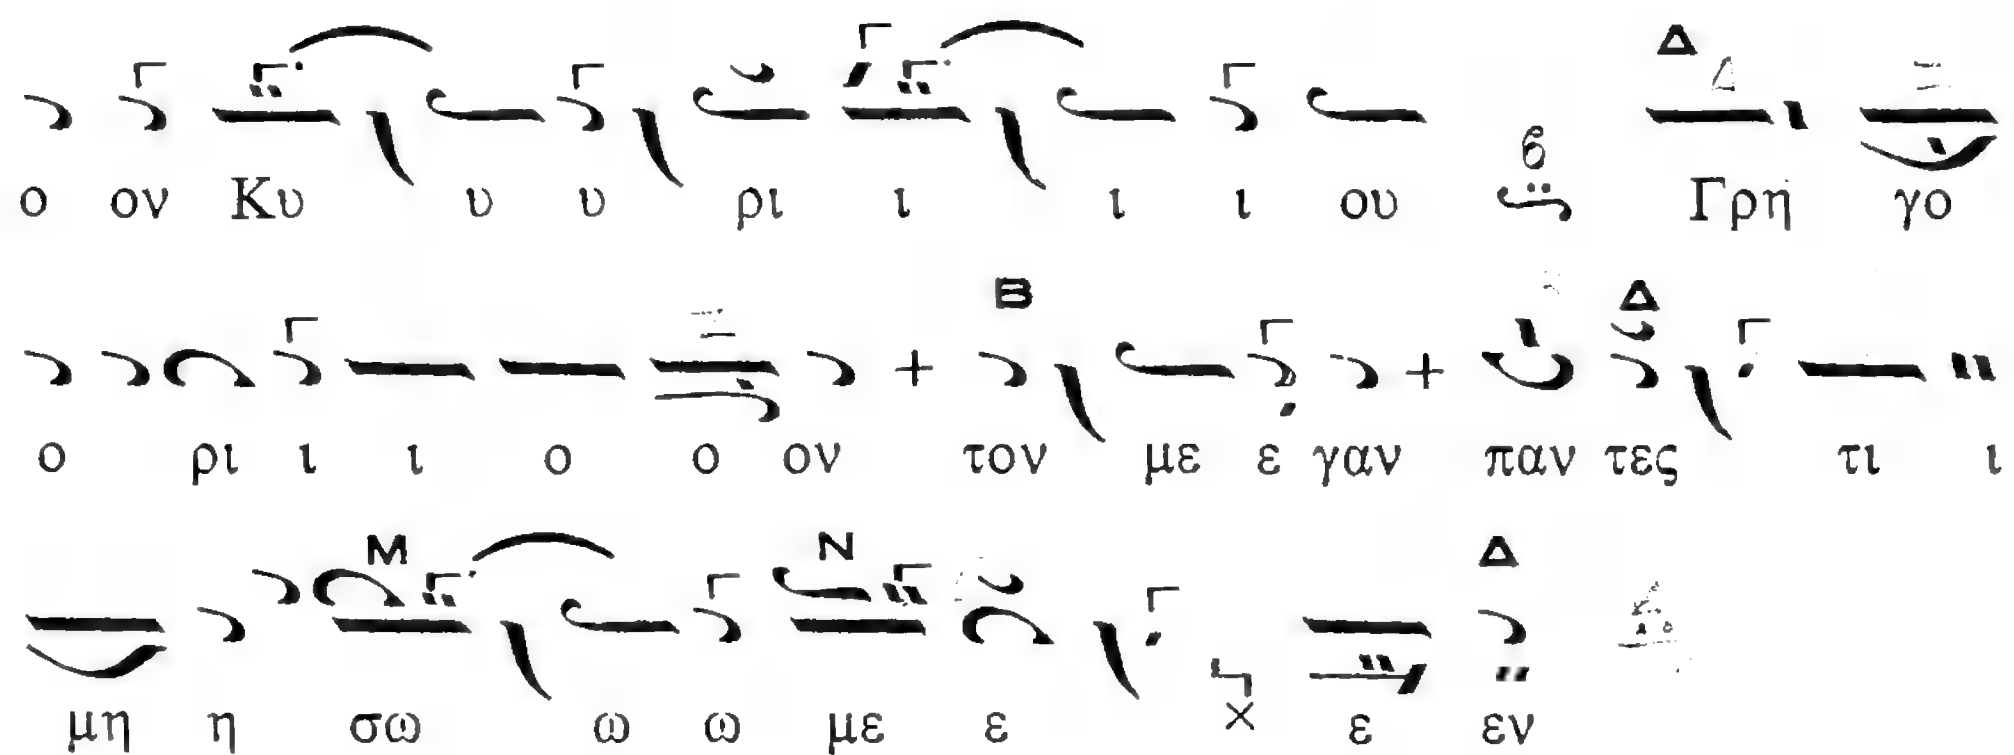 ο ον Κυ υ υ ρι ι ι ι ου Δ Γρη γο
ο ρι ι ι ο ο ον Β τον με ε γαν παν Δ τες τι ι
μη η Μ σω ω ω Ν με ε ε Δ εν